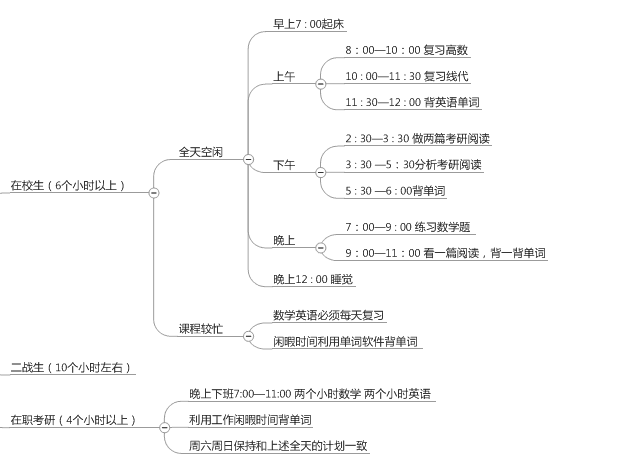 在校生（6个小时以上）
全天空闲
早上7 : 00起床
上午
8：00—10：00 复习高数
10 : 00—11 : 30 复习线代
11 : 30—12 : 00 背英语单词
下午
2 : 30—3 : 30 做两篇考研阅读
3 : 30 —5：30分析考研阅读
5 : 30 —6 : 00背单词
晚上
7：00—9 : 00 练习数学题
9：00—11：00 看一篇阅读，背一背单词
晚上12 : 00 睡觉
课程较忙
数学英语必须每天复习
闲暇时间利用单词软件背单词
二战生（10个小时左右）
在职考研（4个小时以上）
晚上下班7:00—11:00 两个小时数学 两个小时英语
利用工作闲暇时间背单词
周六周日保持和上述全天的计划一致